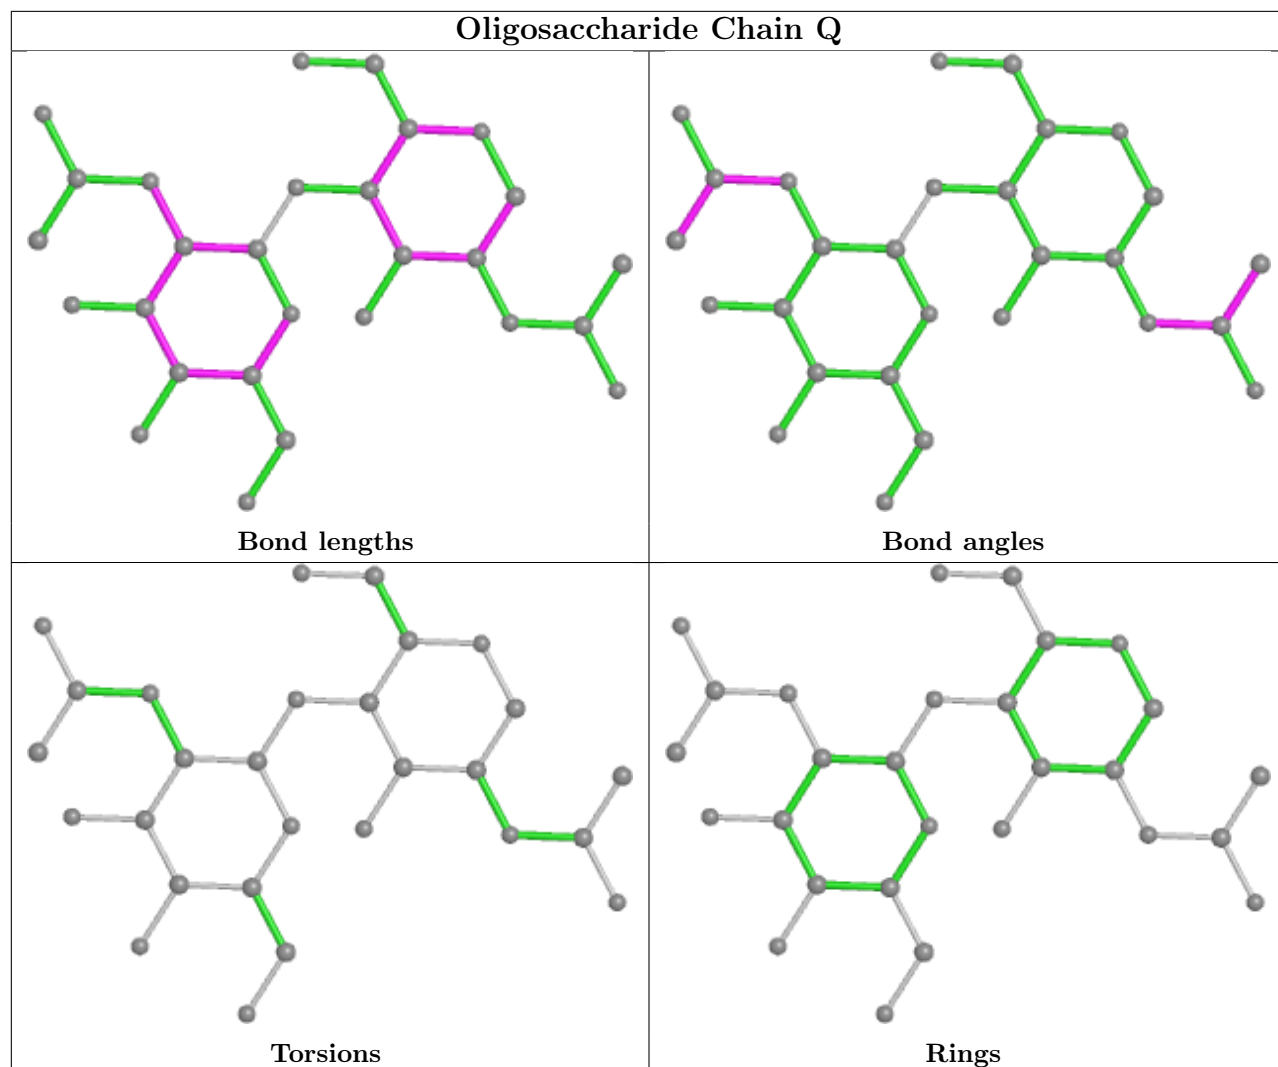 Oligosaccharide Chain Q
Bond lengths
Bond angles
Torsions
Rings